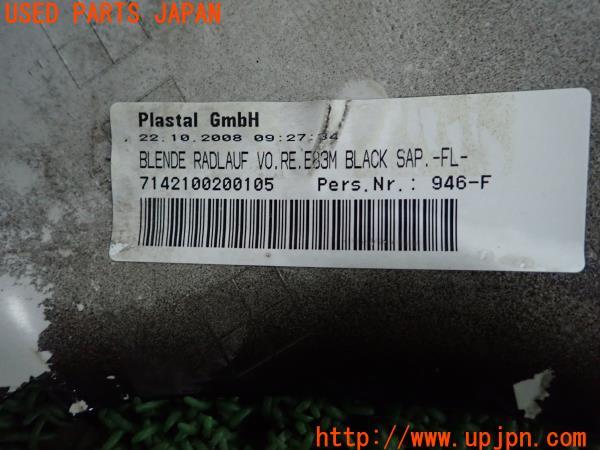 USED PARTS JAPAN
Plastal GmbH
22.10.2008 09:27:34
BLENDE RADLAUF VO.RE.E83M BLACK SAP.-FL-
7142100200105 Pers.Nr.: 946-F
http://www.upjpn.com/